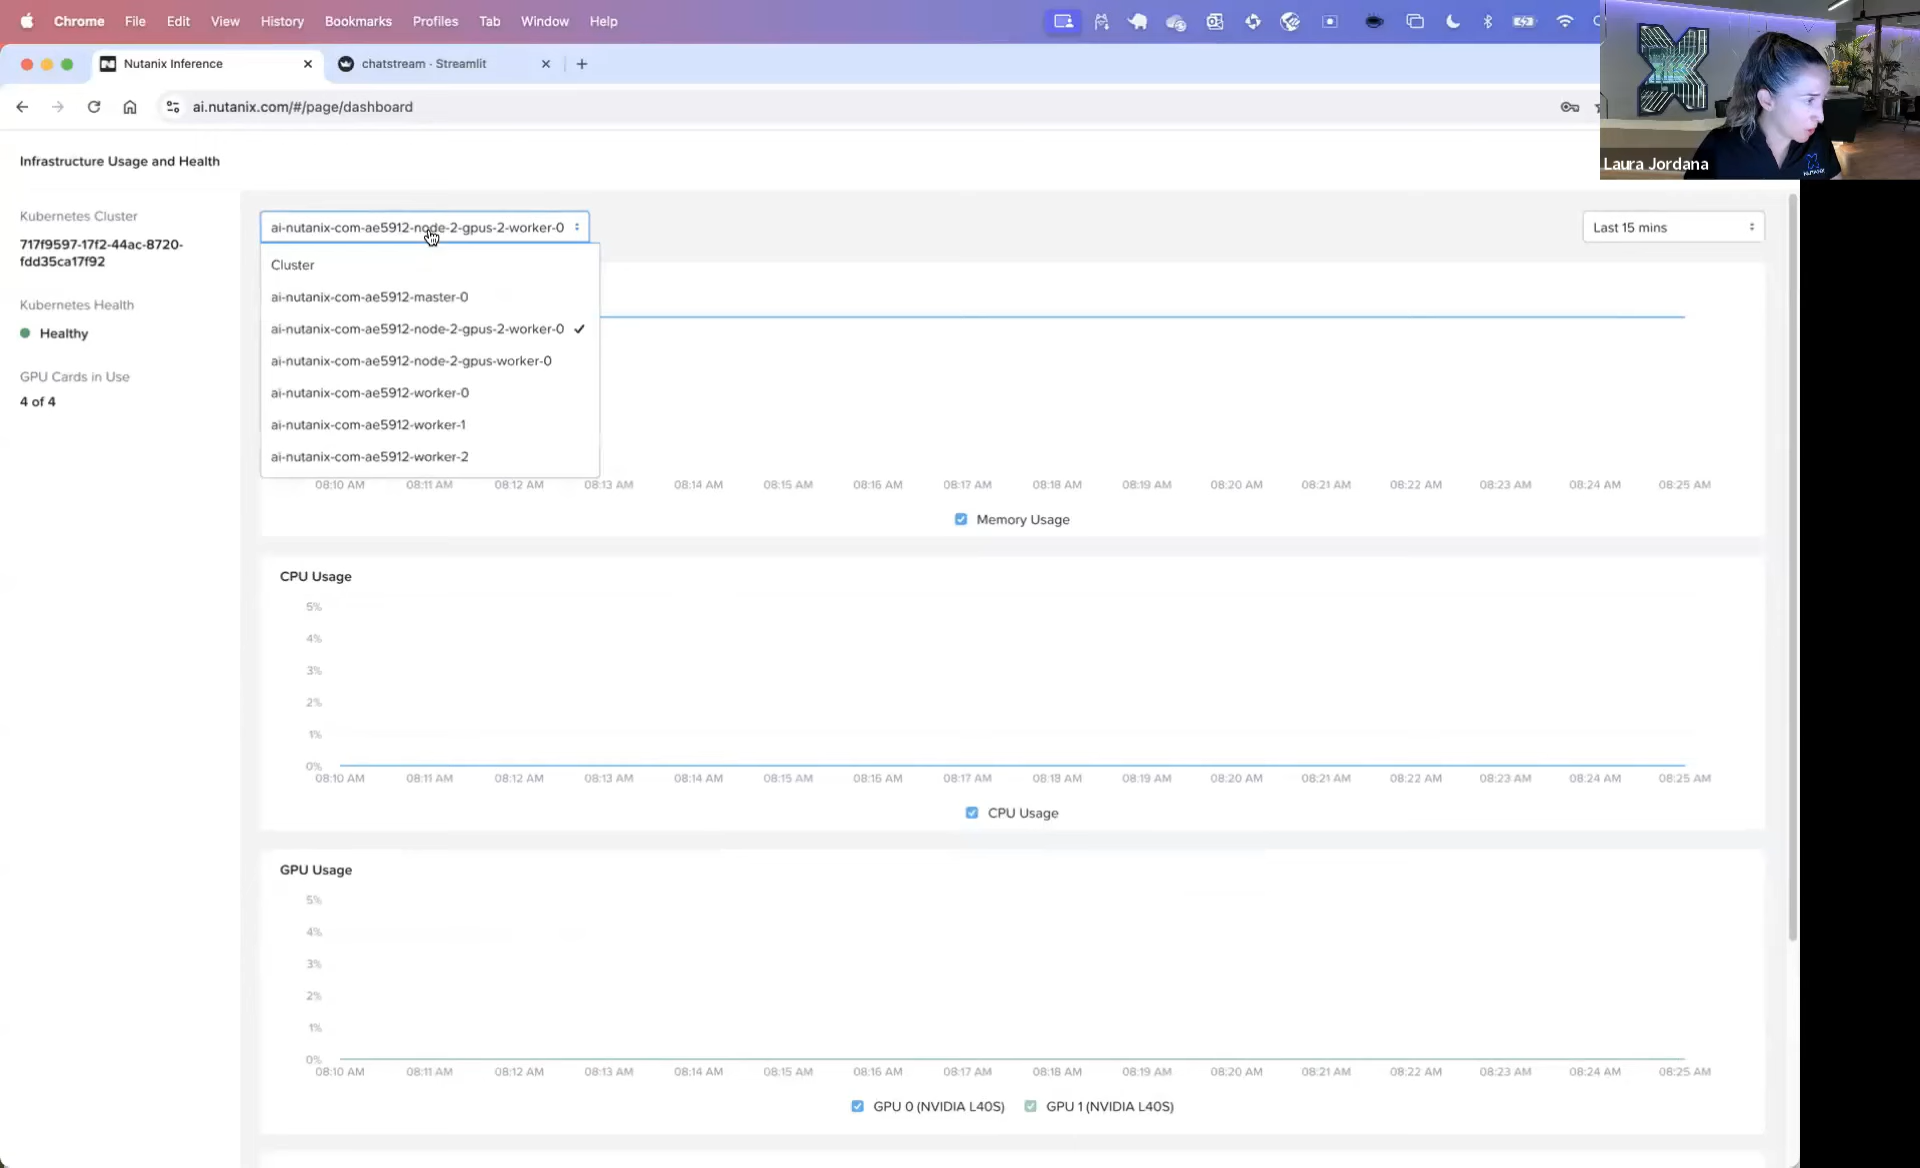 Chrome File Edit View History Bookmarks Profiles Tab Window Help
Nutanix Inference
chatstream · Streamlit
ai.nutanix.com/#/page/dashboard
Laura Jordana
NUTANIX
Infrastructure Usage and Health
Kubernetes Cluster
717f9597-17f2-44ac-8720-
fdd35ca17f92
Kubernetes Health
Healthy
GPU Cards in Use
4 of 4
ai-nutanix-com-ae5912-node-2-gpus-2-worker-0
Last 15 mins
Cluster
ai-nutanix-com-ae5912-master-0
ai-nutanix-com-ae5912-node-2-gpus-2-worker-0
ai-nutanix-com-ae5912-node-2-gpus-worker-0
ai-nutanix-com-ae5912-worker-0
ai-nutanix-com-ae5912-worker-1
ai-nutanix-com-ae5912-worker-2
08:10 AM 08:11 AM 08:12 AM 08:13 AM 08:14 AM 08:15 AM 08:16 AM 08:17 AM 08:18 AM 08:19 AM 08:20 AM 08:21 AM 08:22 AM 08:23 AM 08:24 AM 08:25 AM
Memory Usage
CPU Usage
5%
4%
3%
2%
1%
0%
08:10 AM 08:11 AM 08:12 AM 08:13 AM 08:14 AM 08:15 AM 08:16 AM 08:17 AM 08:18 AM 08:19 AM 08:20 AM 08:21 AM 08:22 AM 08:23 AM 08:24 AM 08:25 AM
CPU Usage
GPU Usage
5%
4%
3%
2%
1%
0%
08:10 AM 08:11 AM 08:12 AM 08:13 AM 08:14 AM 08:15 AM 08:16 AM 08:17 AM 08:18 AM 08:19 AM 08:20 AM 08:21 AM 08:22 AM 08:23 AM 08:24 AM 08:25 AM
GPU 0 (NVIDIA L40S) GPU 1 (NVIDIA L40S)